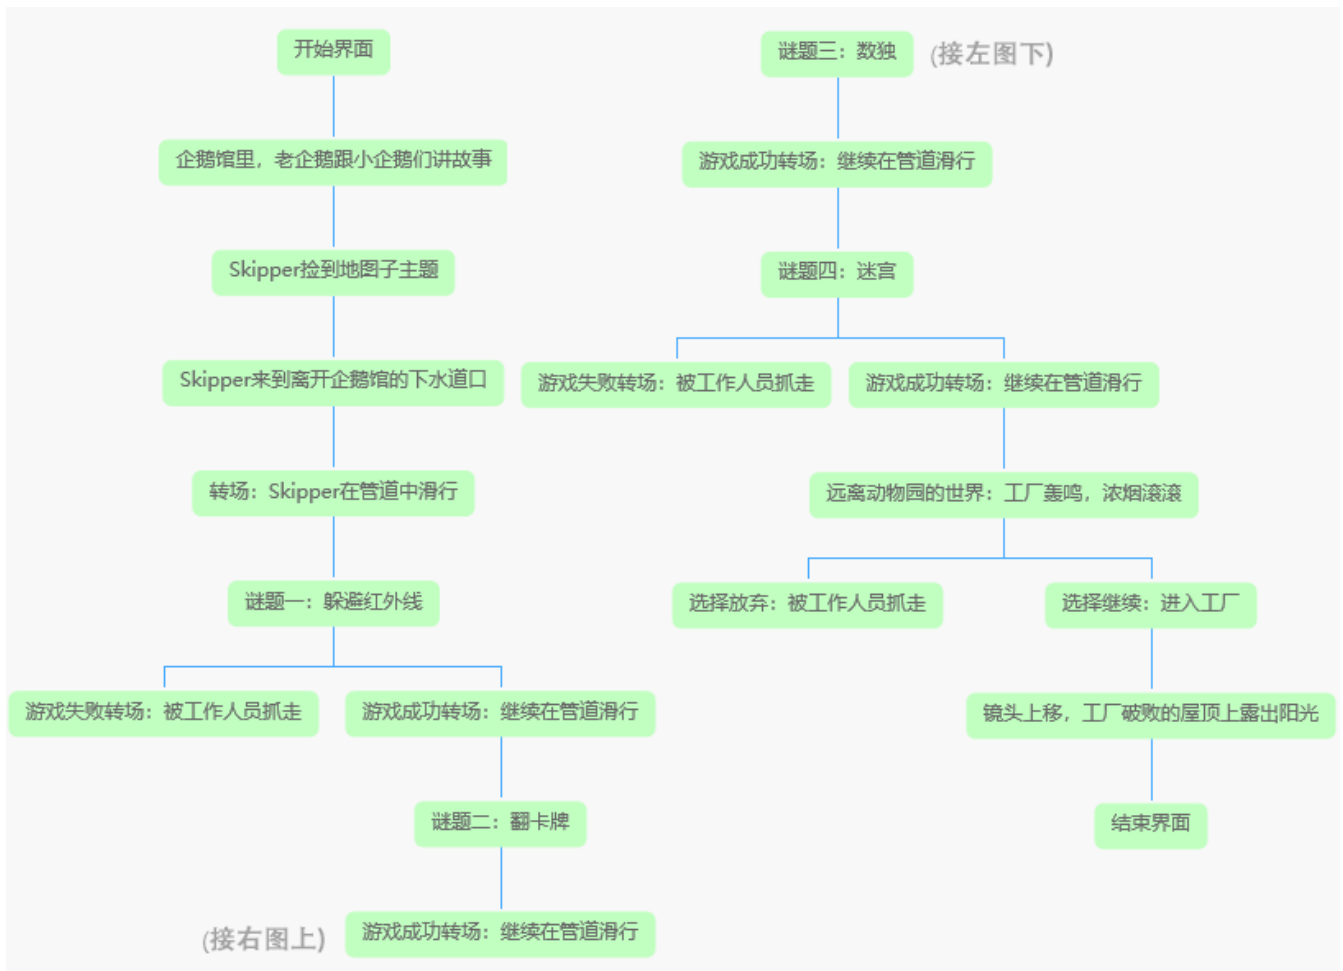 开始界面
企鹅馆里，老企鹅跟小企鹅们讲故事
Skipper捡到地图子主题
Skipper来到离开企鹅馆的下水道口
转场：Skipper在管道中滑行
谜题一：躲避红外线
游戏失败转场：被工作人员抓走
游戏成功转场：继续在管道滑行
谜题二：翻卡牌
(接右图上)
游戏成功转场：继续在管道滑行
谜题三：数独
(接左图下)
游戏成功转场：继续在管道滑行
谜题四：迷宫
游戏失败转场：被工作人员抓走
游戏成功转场：继续在管道滑行
远离动物园的世界：工厂轰鸣，浓烟滚滚
选择放弃：被工作人员抓走
选择继续：进入工厂
镜头上移，工厂破败的屋顶上露出阳光
结束界面